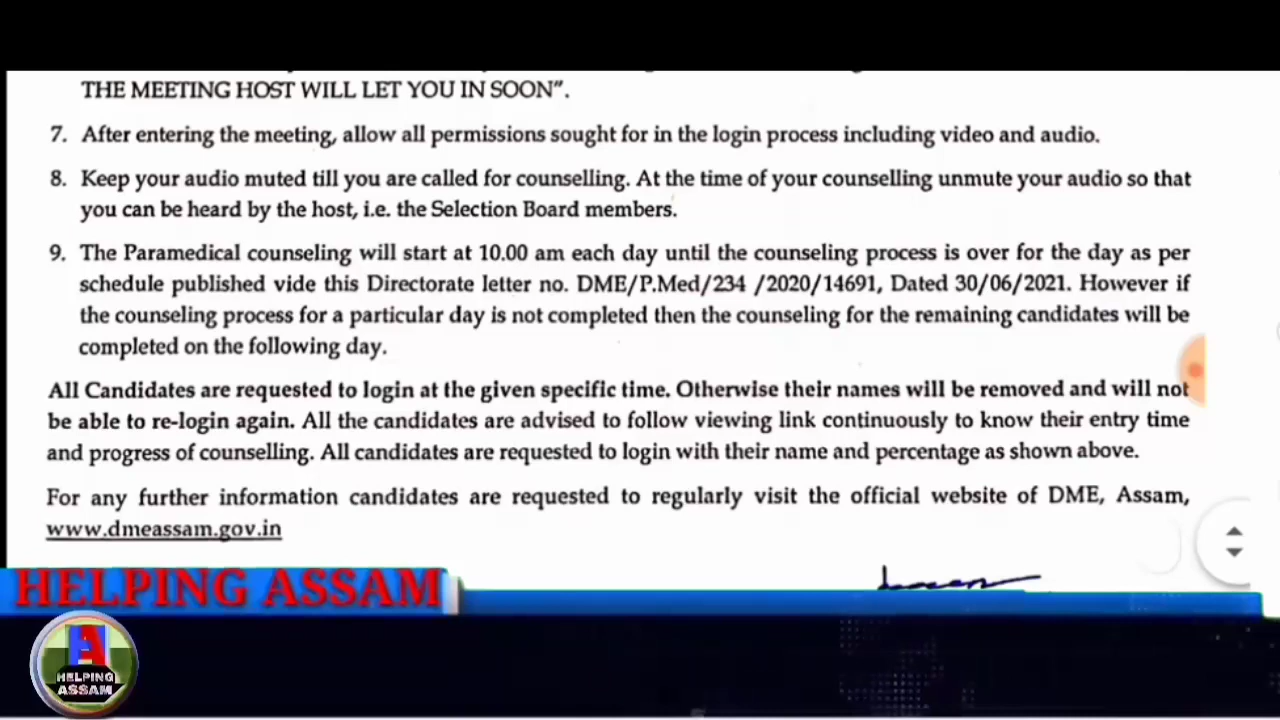 THE MEETING HOST WILL LET YOU IN SOON".
7. After entering the meeting, allow all permissions sought for in the login process including video and audio.
8. Keep your audio muted till you are called for counselling. At the time of your counselling unmute your audio so that
you can be heard by the host, i.e. the Selection Board members.
9. The Paramedical counseling will start at 10.00 am each day until the counseling process is over for the day as per
schedule published vide this Directorate letter no. DME/P.Med/234 /2020/14691, Dated 30/06/2021. However if
the counseling process for a particular day is not completed then the counseling for the remaining candidates will be
completed on the following day.
All Candidates are requested to login at the given specific time. Otherwise their names will be removed and will not
be able to re-login again. All the candidates are advised to follow viewing link continuously to know their entry time
and progress of counselling. All candidates are requested to login with their name and percentage as shown above.
For any further information candidates are requested to regularly visit the official website of DME, Assam,
www.dmeassam.gov.in
HELPING ASSAM
A
HELPING
ASSAM